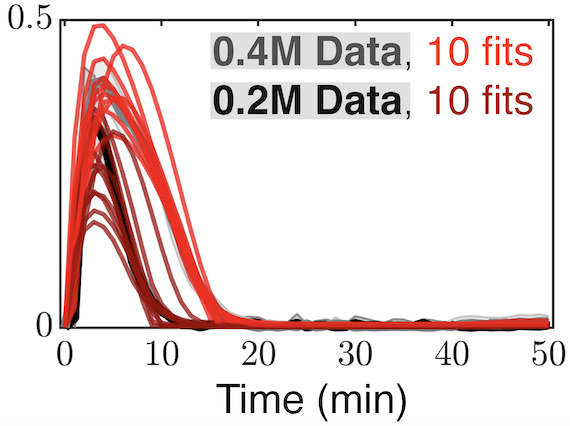 0.5
0.4M Data, 10 fits
0.2M Data, 10 fits
0
0 10 20 30 40 50
Time (min)